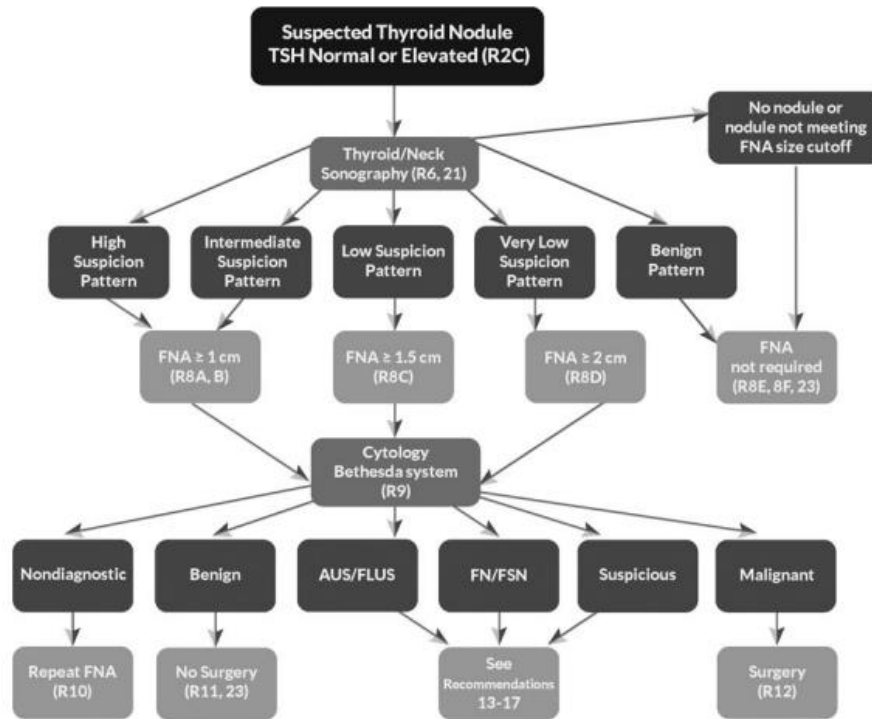 Suspected Thyroid Nodule
TSH Normal or Elevated (R2C)
No nodule or
nodule not meeting
FNA size cutoff
Thyroid/Neck
Sonography (R6, 21)
High
Suspicion
Pattern
Intermediate
Suspicion
Pattern
Low Suspicion
Pattern
Very Low
Suspicion
Pattern
Benign
Pattern
FNA ≥ 1 cm
(R8A, B)
FNA ≥ 1.5 cm
(R8C)
FNA ≥ 2 cm
(R8D)
FNA
not required
(R8E, 8F, 23)
Cytology
Bethesda system
(R9)
Nondiagnostic
Benign
AUS/FLUS
FN/FSN
Suspicious
Malignant
Repeat FNA
(R10)
No Surgery
(R11, 23)
See
Recommendations
13-17
Surgery
(R12)